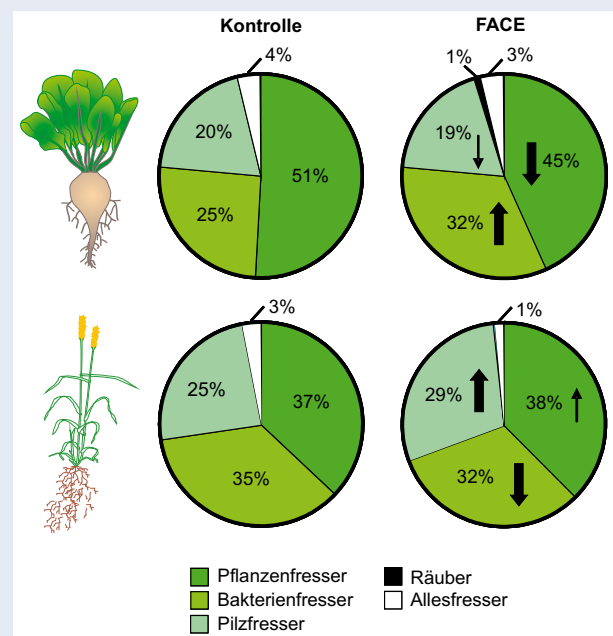 Kontrolle
FACE
4%
20%
51%
25%
1%
3%
19%
45%
32%
3%
25%
37%
35%
1%
29%
38%
32%
Pflanzenfresser
Bakterienfresser
Pilzfresser
Räuber
Allesfresser